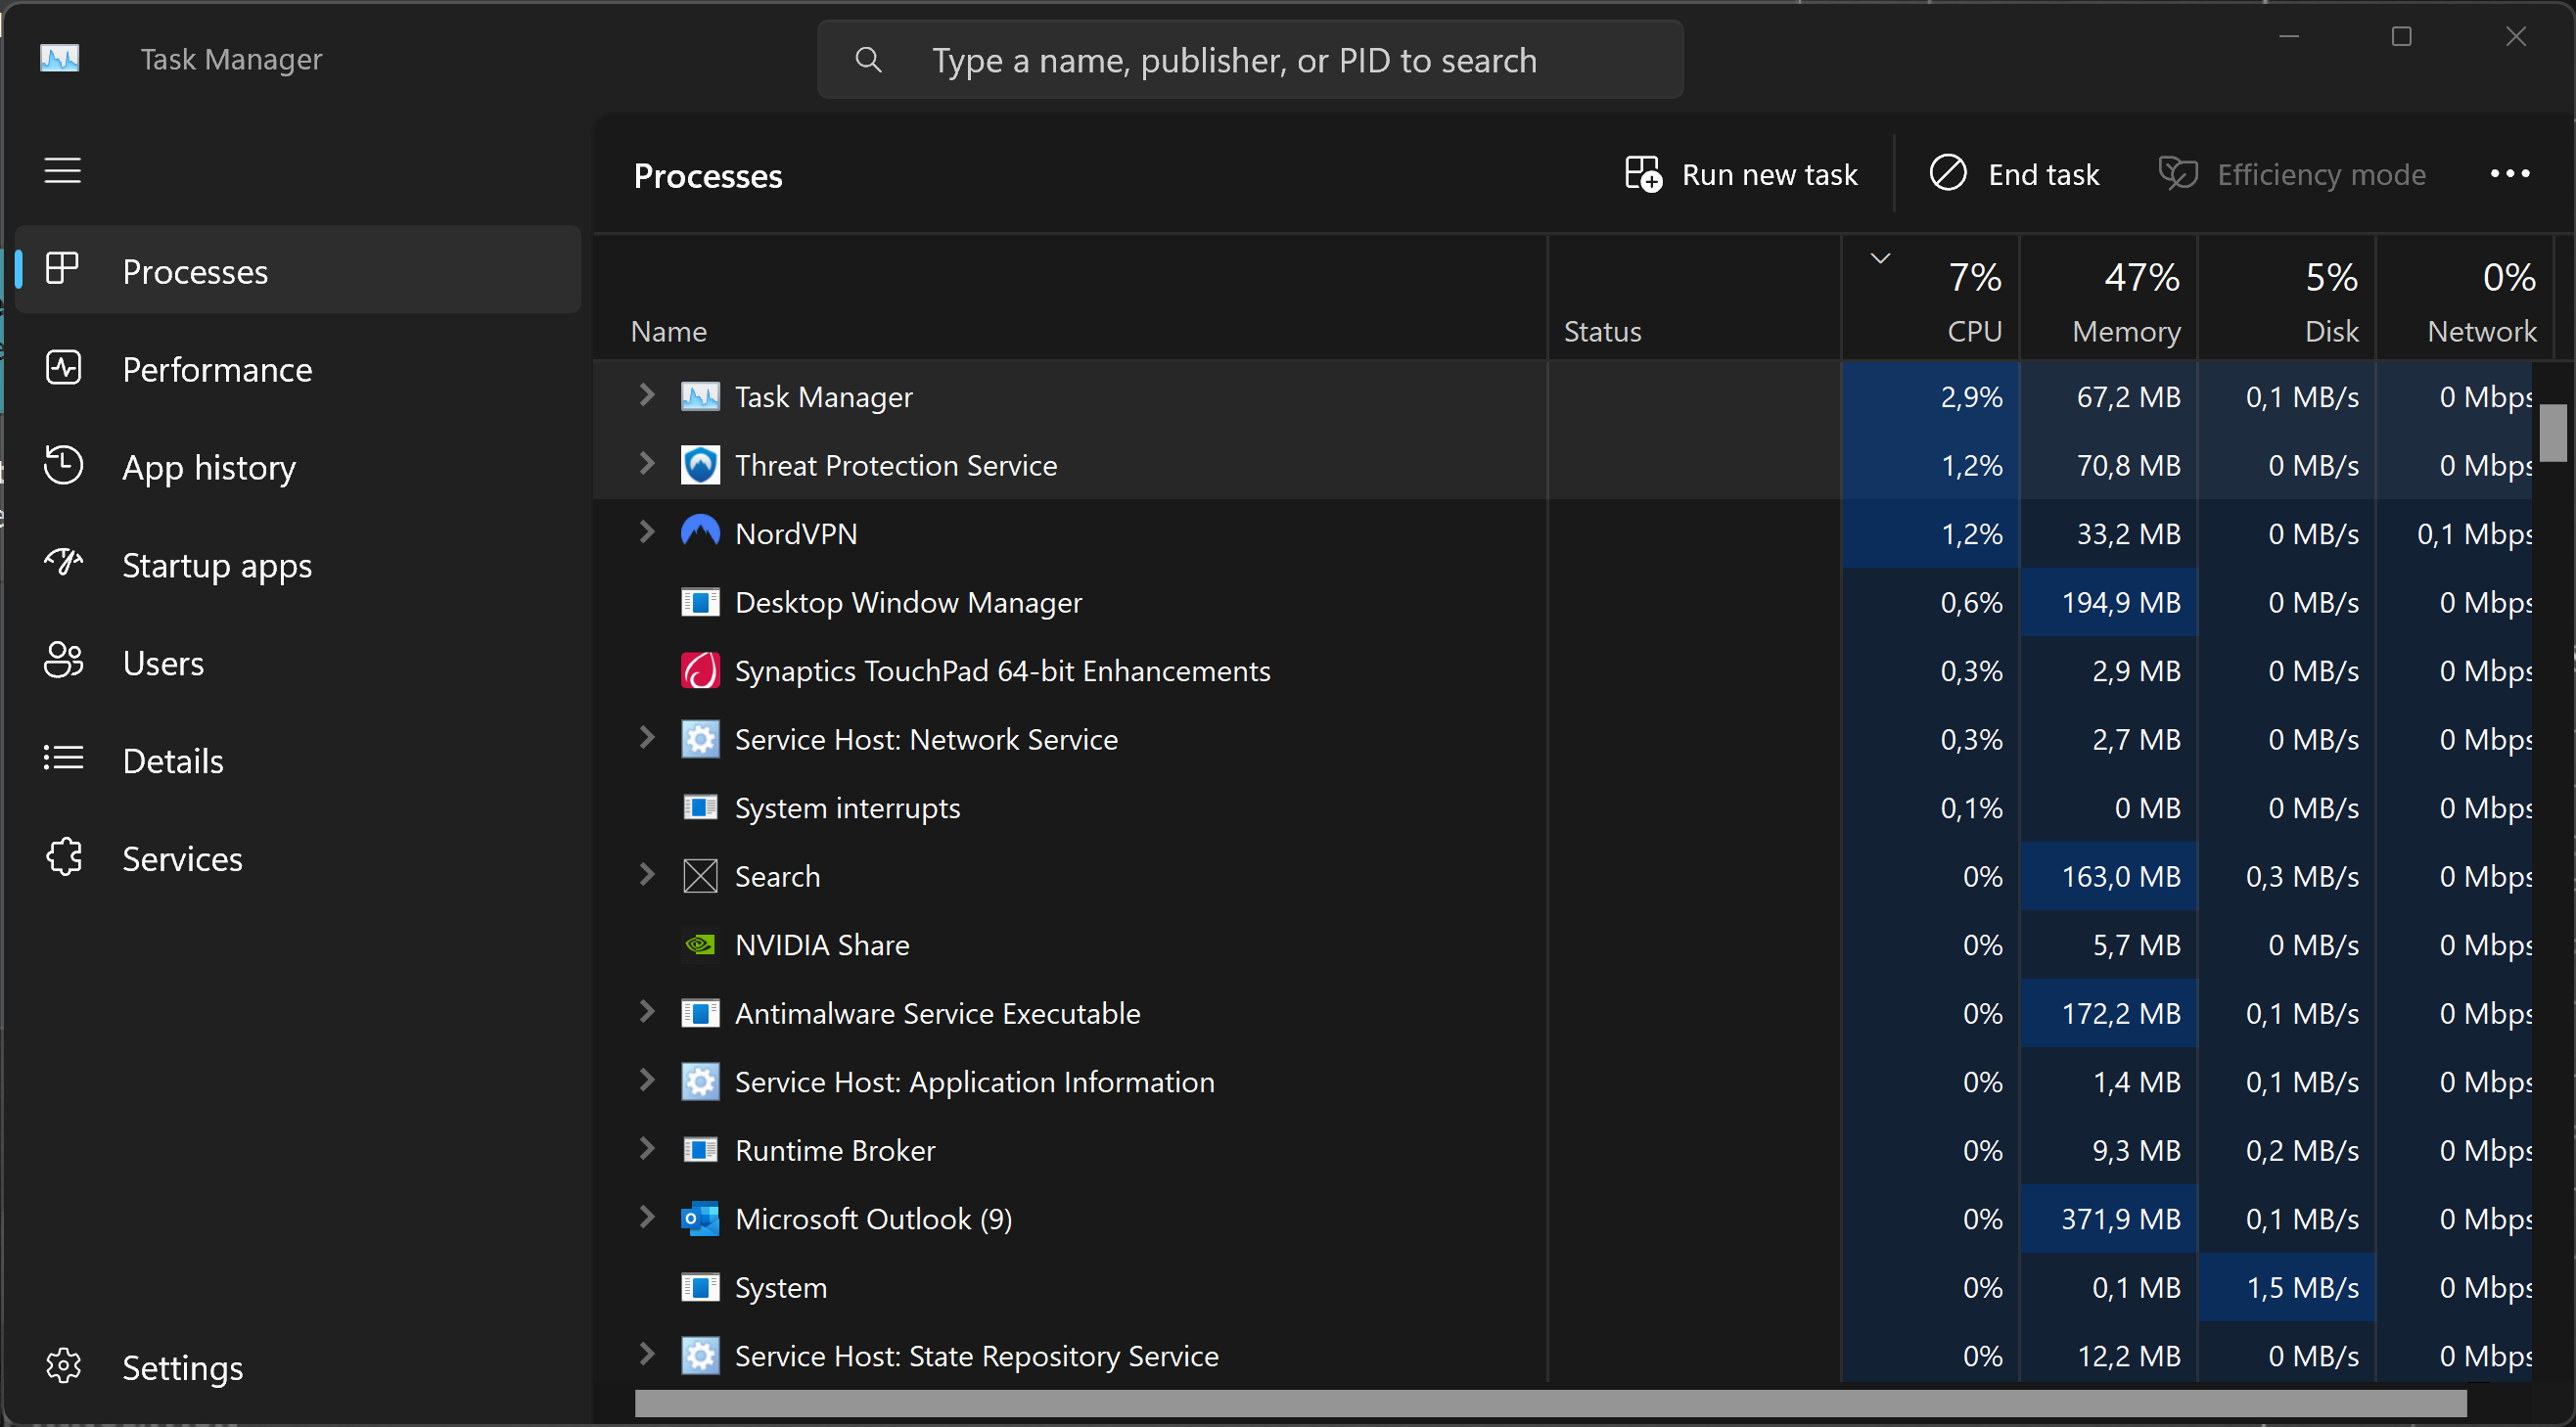 Task Manager
Type a name, publisher, or PID to search
Processes
Run new task
End task
Efficiency mode
Processes
Performance
App history
Startup apps
Users
Details
Services
Settings
7% 47% 5% 0%
Name Status CPU Memory Disk Network
Task Manager 2,9% 67,2 MB 0,1 MB/s 0 Mbps
Threat Protection Service 1,2% 70,8 MB 0 MB/s 0 Mbps
NordVPN 1,2% 33,2 MB 0 MB/s 0,1 Mbps
Desktop Window Manager 0,6% 194,9 MB 0 MB/s 0 Mbps
Synaptics TouchPad 64-bit Enhancements 0,3% 2,9 MB 0 MB/s 0 Mbps
Service Host: Network Service 0,3% 2,7 MB 0 MB/s 0 Mbps
System interrupts 0,1% 0 MB 0 MB/s 0 Mbps
Search 0% 163,0 MB 0,3 MB/s 0 Mbps
NVIDIA Share 0% 5,7 MB 0 MB/s 0 Mbps
Antimalware Service Executable 0% 172,2 MB 0,1 MB/s 0 Mbps
Service Host: Application Information 0% 1,4 MB 0,1 MB/s 0 Mbps
Runtime Broker 0% 9,3 MB 0,2 MB/s 0 Mbps
Microsoft Outlook (9) 0% 371,9 MB 0,1 MB/s 0 Mbps
System 0% 0,1 MB 1,5 MB/s 0 Mbps
Service Host: State Repository Service 0% 12,2 MB 0 MB/s 0 Mbps